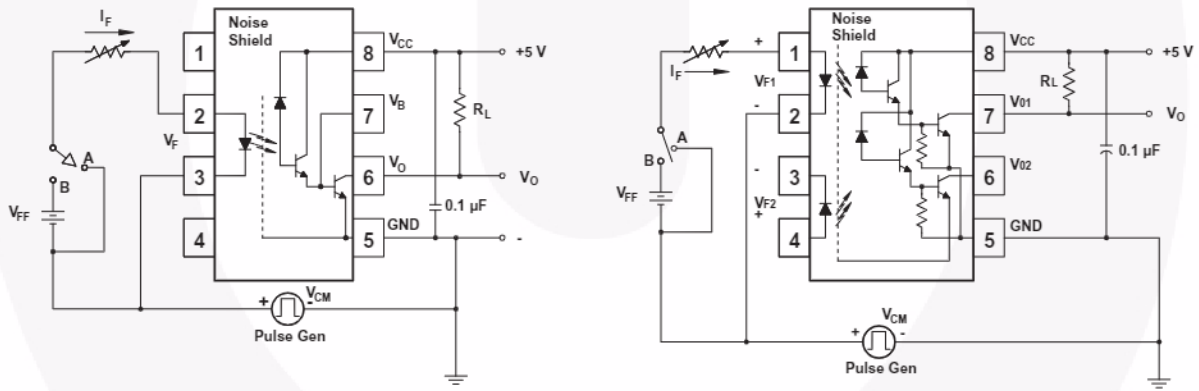 IF
Noise
Shield
1
2
3
4
8
7
6
5
VCC
VB
VO
GND
+5 V
RL
VO
0.1 µF
-
VF
A
B
VFF
+
VCM
-
Pulse Gen
IF
+
VF1
-
-
VF2
+
Noise
Shield
1
2
3
4
8
7
6
5
VCC
V01
V02
GND
+5 V
RL
VO
0.1 µF
A
B
VFF
VCM
+
-
Pulse Gen